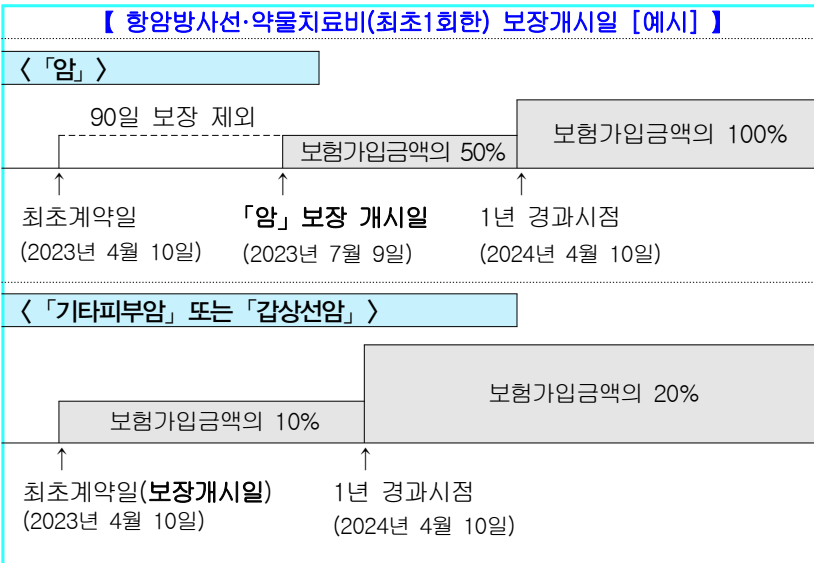 【 항암방사선·약물치료비(최초1회한) 보장개시일 [예시] 】
〈 「암」 〉
90일 보장 제외
보험가입금액의 50%
보험가입금액의 100%
↑ ↑ ↑
최초계약일 「암」 보장 개시일 1년 경과시점
(2023년 4월 10일) (2023년 7월 9일) (2024년 4월 10일)
〈 「기타피부암」 또는 「갑상선암」 〉
보험가입금액의 10%
보험가입금액의 20%
↑ ↑
최초계약일(보장개시일) 1년 경과시점
(2023년 4월 10일) (2024년 4월 10일)